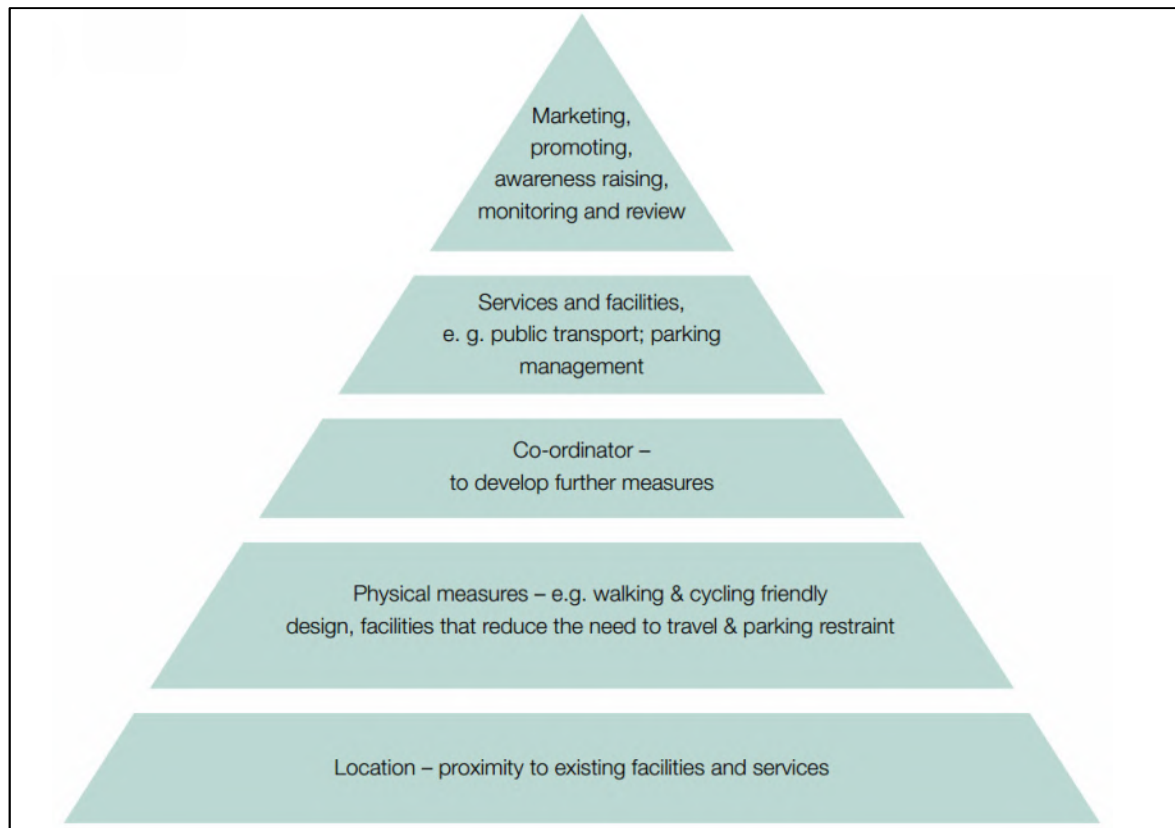 Marketing,
promoting,
awareness raising,
monitoring and review
Services and facilities,
e. g. public transport; parking
management
Co-ordinator –
to develop further measures
Physical measures – e.g. walking & cycling friendly
design, facilities that reduce the need to travel & parking restraint
Location – proximity to existing facilities and services